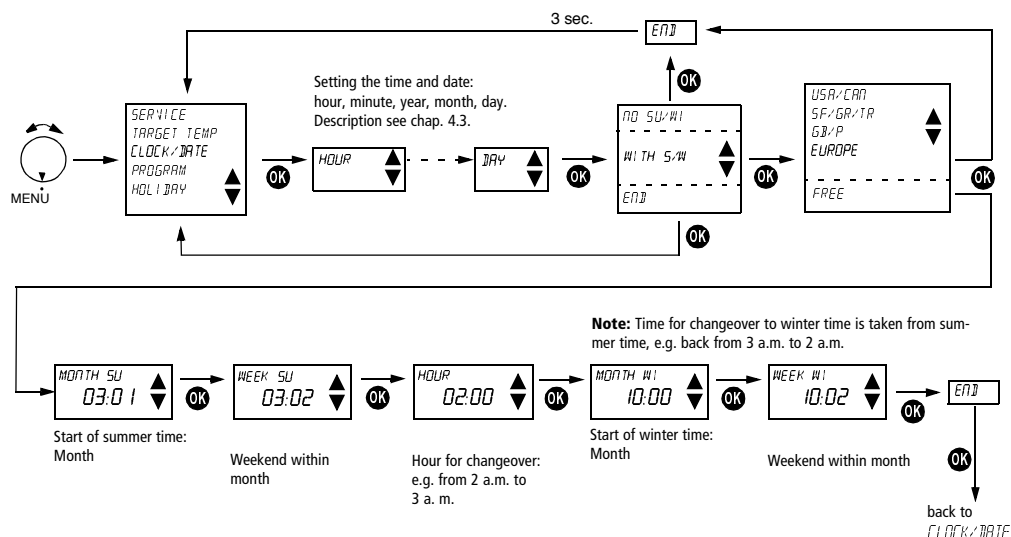 3 sec.
END
Setting the time and date:
hour, minute, year, month, day.
Description see chap. 4.3.
MENÜ
SERVICE
TARGET TEMP
CLOCK/DATE
PROGRAM
HOLIDAY
OK
HOUR
DAY
OK
OK
NO SU/WI
WITH S/W
END
OK
OK
USA/CAN
SF/GR/TR
GB/P
EUROPE
FREE
OK
Note: Time for changeover to winter time is taken from sum-
mer time, e.g. back from 3 a.m. to 2 a.m.
MONTH SU
03:01
OK
Start of summer time:
Month
WEEK SU
03:02
OK
Weekend within
month
HOUR
02:00
OK
Hour for changeover:
e.g. from 2 a.m. to
3 a. m.
MONTH WI
10:00
OK
Start of winter time:
Month
WEEK WI
10:02
OK
Weekend within month
END
OK
back to
CLOCK/DATE